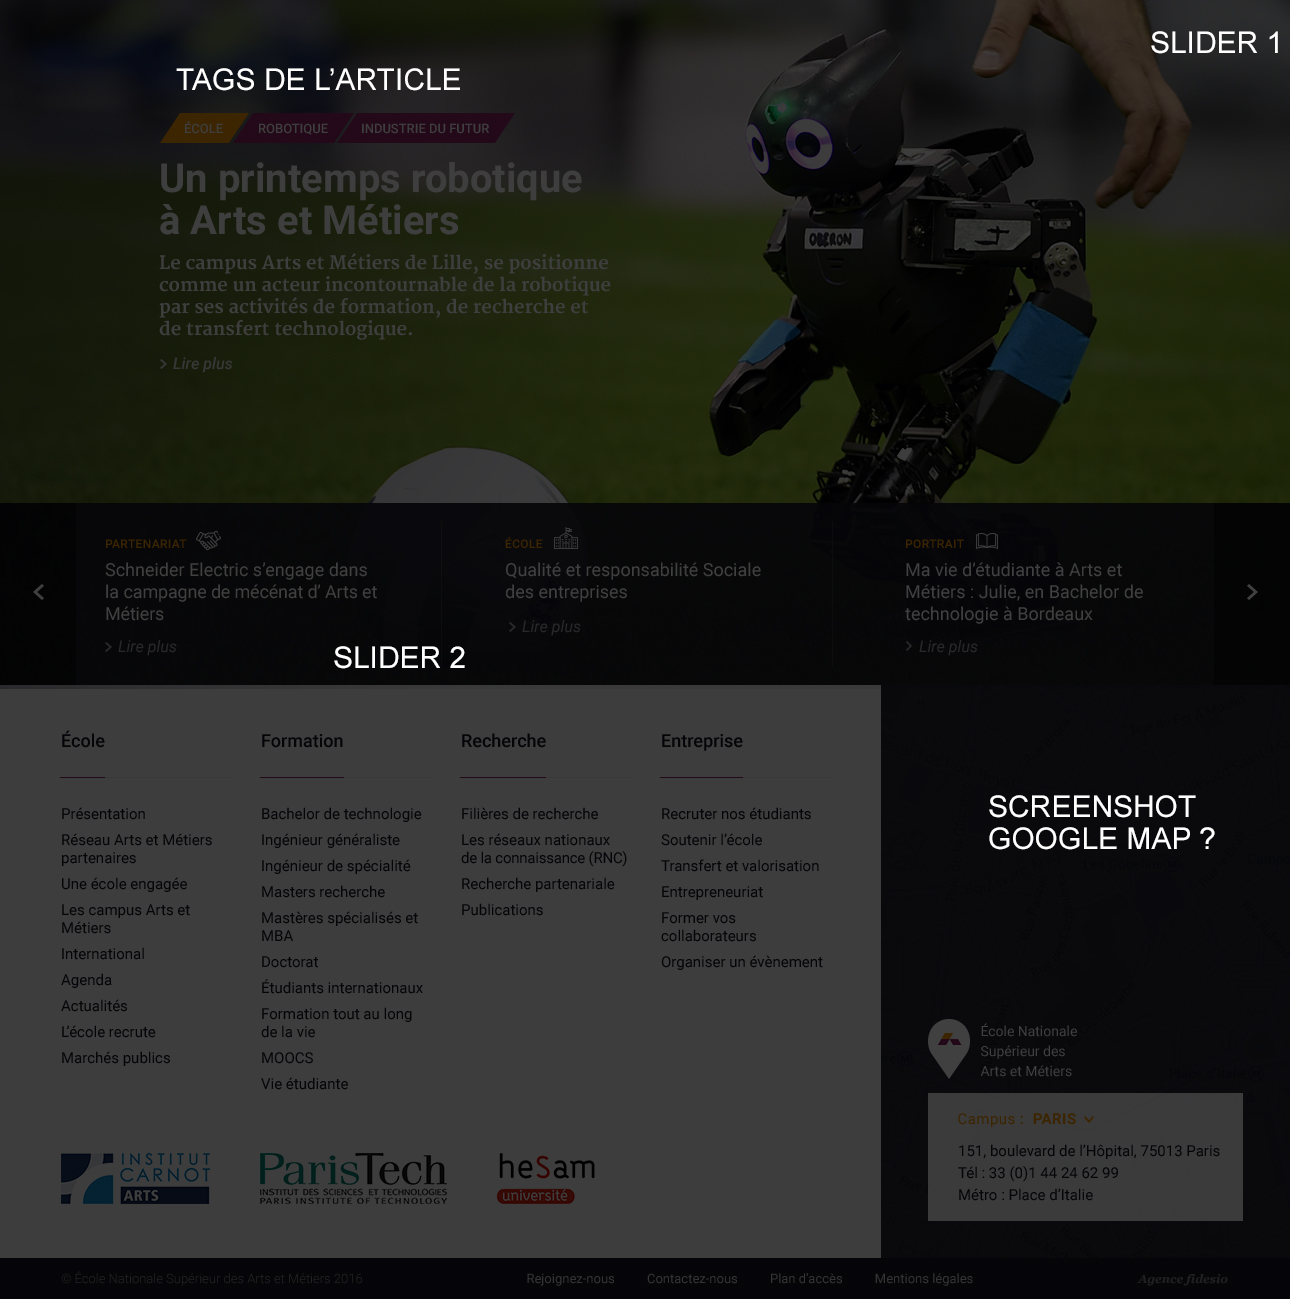 SLIDER 1
TAGS DE L'ARTICLE
ÉCOLE ROBOTIQUE INDUSTRIE DU FUTUR
Un printemps robotique
à Arts et Métiers
OBERON
Le campus Arts et Métiers de Lille, se positionne
comme un acteur incontournable de la robotique
par ses activités de formation, de recherche et
de transfert technologique.
> Lire plus
PARTENARIAT
Schneider Electric s'engage dans
la campagne de mécénat d' Arts et
Métiers
> Lire plus
ÉCOLE
Qualité et responsabilité Sociale
des entreprises
> Lire plus
PORTRAIT
Ma vie d'étudiante à Arts et
Métiers : Julie, en Bachelor de
technologie à Bordeaux
> Lire plus
SLIDER 2
École
Présentation
Réseau Arts et Métiers
partenaires
Une école engagée
Les campus Arts et
Métiers
International
Agenda
Actualités
L'école recrute
Marchés publics
Formation
Bachelor de technologie
Ingénieur généraliste
Ingénieur de spécialité
Masters recherche
Mastères spécialisés et
MBA
Doctorat
Étudiants internationaux
Formation tout au long
de la vie
MOOCS
Vie étudiante
Recherche
Filières de recherche
Les réseaux nationaux
de la connaissance (RNC)
Recherche partenariale
Publications
Entreprise
Recruter nos étudiants
Soutenir l'école
Transfert et valorisation
Entrepreneuriat
Former vos
collaborateurs
Organiser un évènement
SCREENSHOT
GOOGLE MAP ?
École Nationale
Supérieur des
Arts et Métiers
Campus : PARIS
151, boulevard de l'Hôpital, 75013 Paris
Tél : 33 (0)1 44 24 62 99
Métro : Place d'Italie
INSTITUT
CARNOT
ARTS
ParisTech
INSTITUT DES SCIENCES ET TECHNOLOGIES
PARIS INSTITUTE OF TECHNOLOGY
heSam
université
© École Nationale Supérieur des Arts et Métiers 2016
Rejoignez-nous Contactez-nous Plan d'accès Mentions légales
Agence fidesio